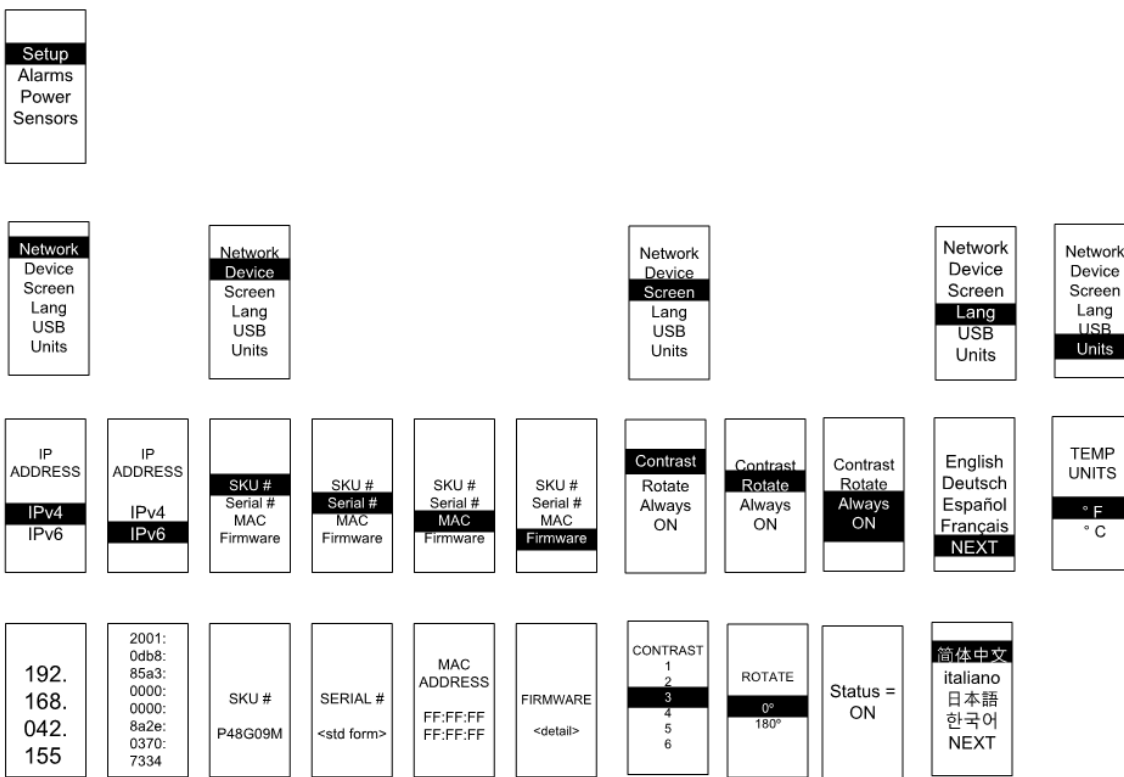 Setup
Alarms
Power
Sensors
Network
Device
Screen
Lang
USB
Units
Network
Device
Screen
Lang
USB
Units
Network
Device
Screen
Lang
USB
Units
Network
Device
Screen
Lang
USB
Units
Network
Device
Screen
Lang
USB
Units
IP
ADDRESS
IPv4
IPv6
IP
ADDRESS
IPv4
IPv6
SKU #
Serial #
MAC
Firmware
SKU #
Serial #
MAC
Firmware
SKU #
Serial #
MAC
Firmware
SKU #
Serial #
MAC
Firmware
Contrast
Rotate
Always
ON
Contrast
Rotate
Always
ON
Contrast
Rotate
Always
ON
English
Deutsch
Español
Français
NEXT
TEMP
UNITS
° F
° C
192.
168.
042.
155
2001:
0db8:
85a3:
0000:
0000:
8a2e:
0370:
7334
SKU #
P48G09M
SERIAL #
<std form>
MAC
ADDRESS
FF:FF:FF
FF:FF:FF
FIRMWARE
<detail>
CONTRAST
1
2
3
4
5
6
ROTATE
0º
180º
Status =
ON
简体中文
italiano
日本語
한국어
NEXT